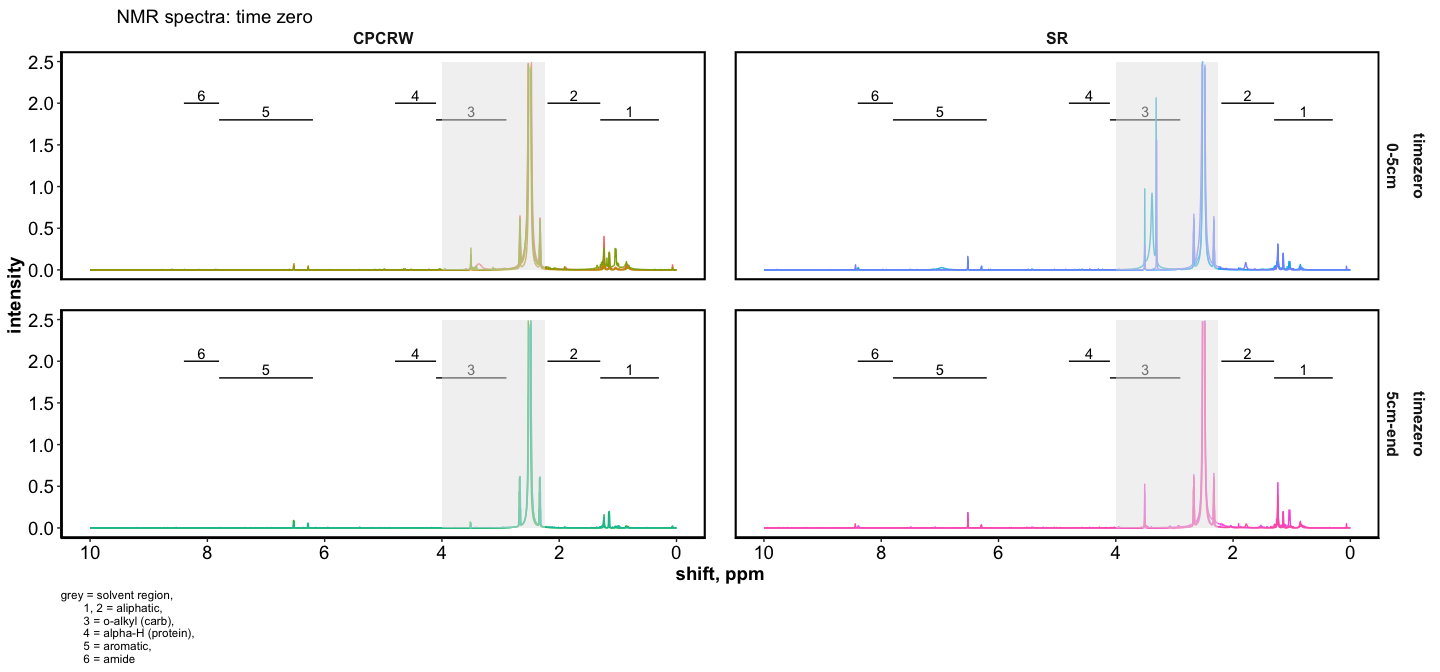 NMR spectra: time zero
CPCRW
SR
intensity
2.5
2.0
1.5
1.0
0.5
0.0
6
5
4
3
2
1
6
5
4
3
2
1
timezero
0-5cm
2.5
2.0
1.5
1.0
0.5
0.0
6
5
4
3
2
1
6
5
4
3
2
1
timezero
5cm-end
10 8 6 4 2 0
10 8 6 4 2 0
shift, ppm
grey = solvent region,
1, 2 = aliphatic,
3 = o-alkyl (carb),
4 = alpha-H (protein),
5 = aromatic,
6 = amide